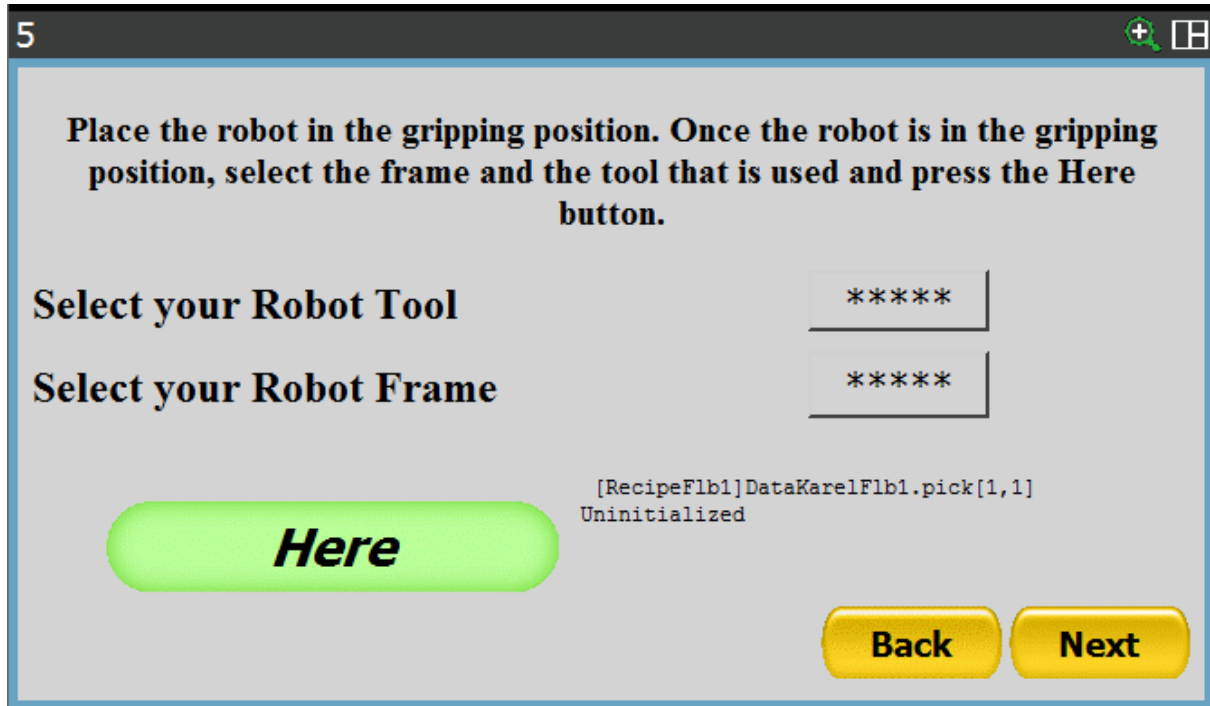 5
Place the robot in the gripping position. Once the robot is in the gripping
position, select the frame and the tool that is used and press the Here
button.
Select your Robot Tool
*****
Select your Robot Frame
*****
[RecipeFlb1]DataKarelFlb1.pick[1,1]
Uninitialized
Here
Back
Next